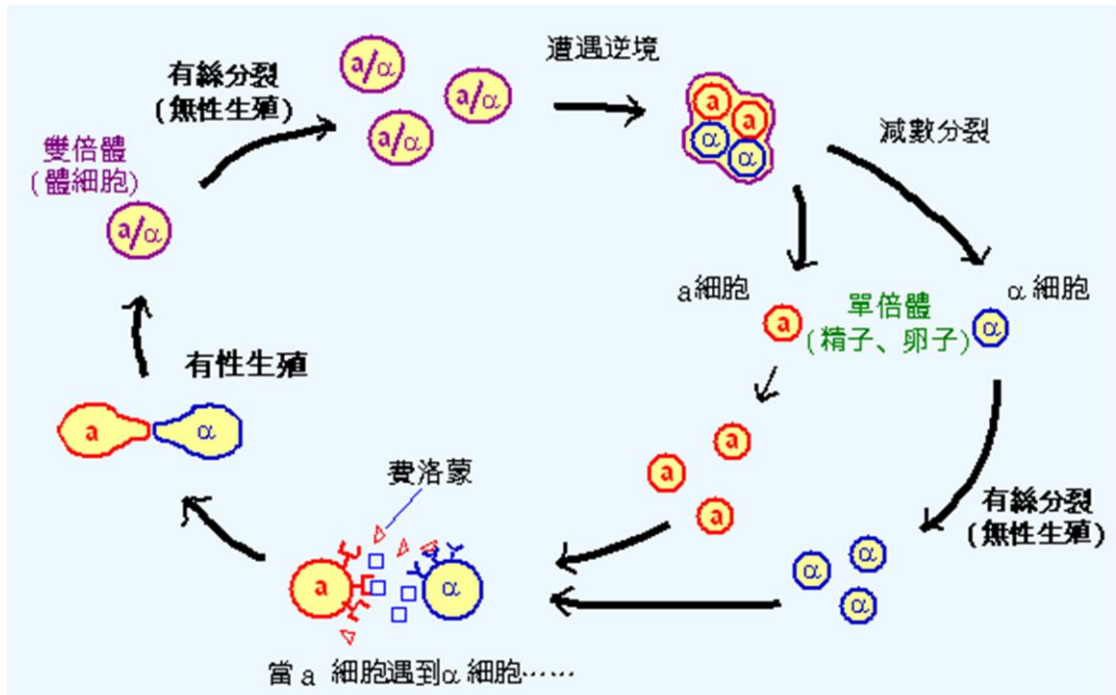 遭遇逆境
有絲分裂
(無性生殖)
a/α
a/α
a/α
a
a
α
α
減數分裂
雙倍體
(體細胞)
a/α
a細胞
α細胞
單倍體
(精子、卵子)
a
α
有性生殖
a
α
a
a
a
費洛蒙
有絲分裂
(無性生殖)
α
α
α
a
α
當a 細胞遇到α細胞……